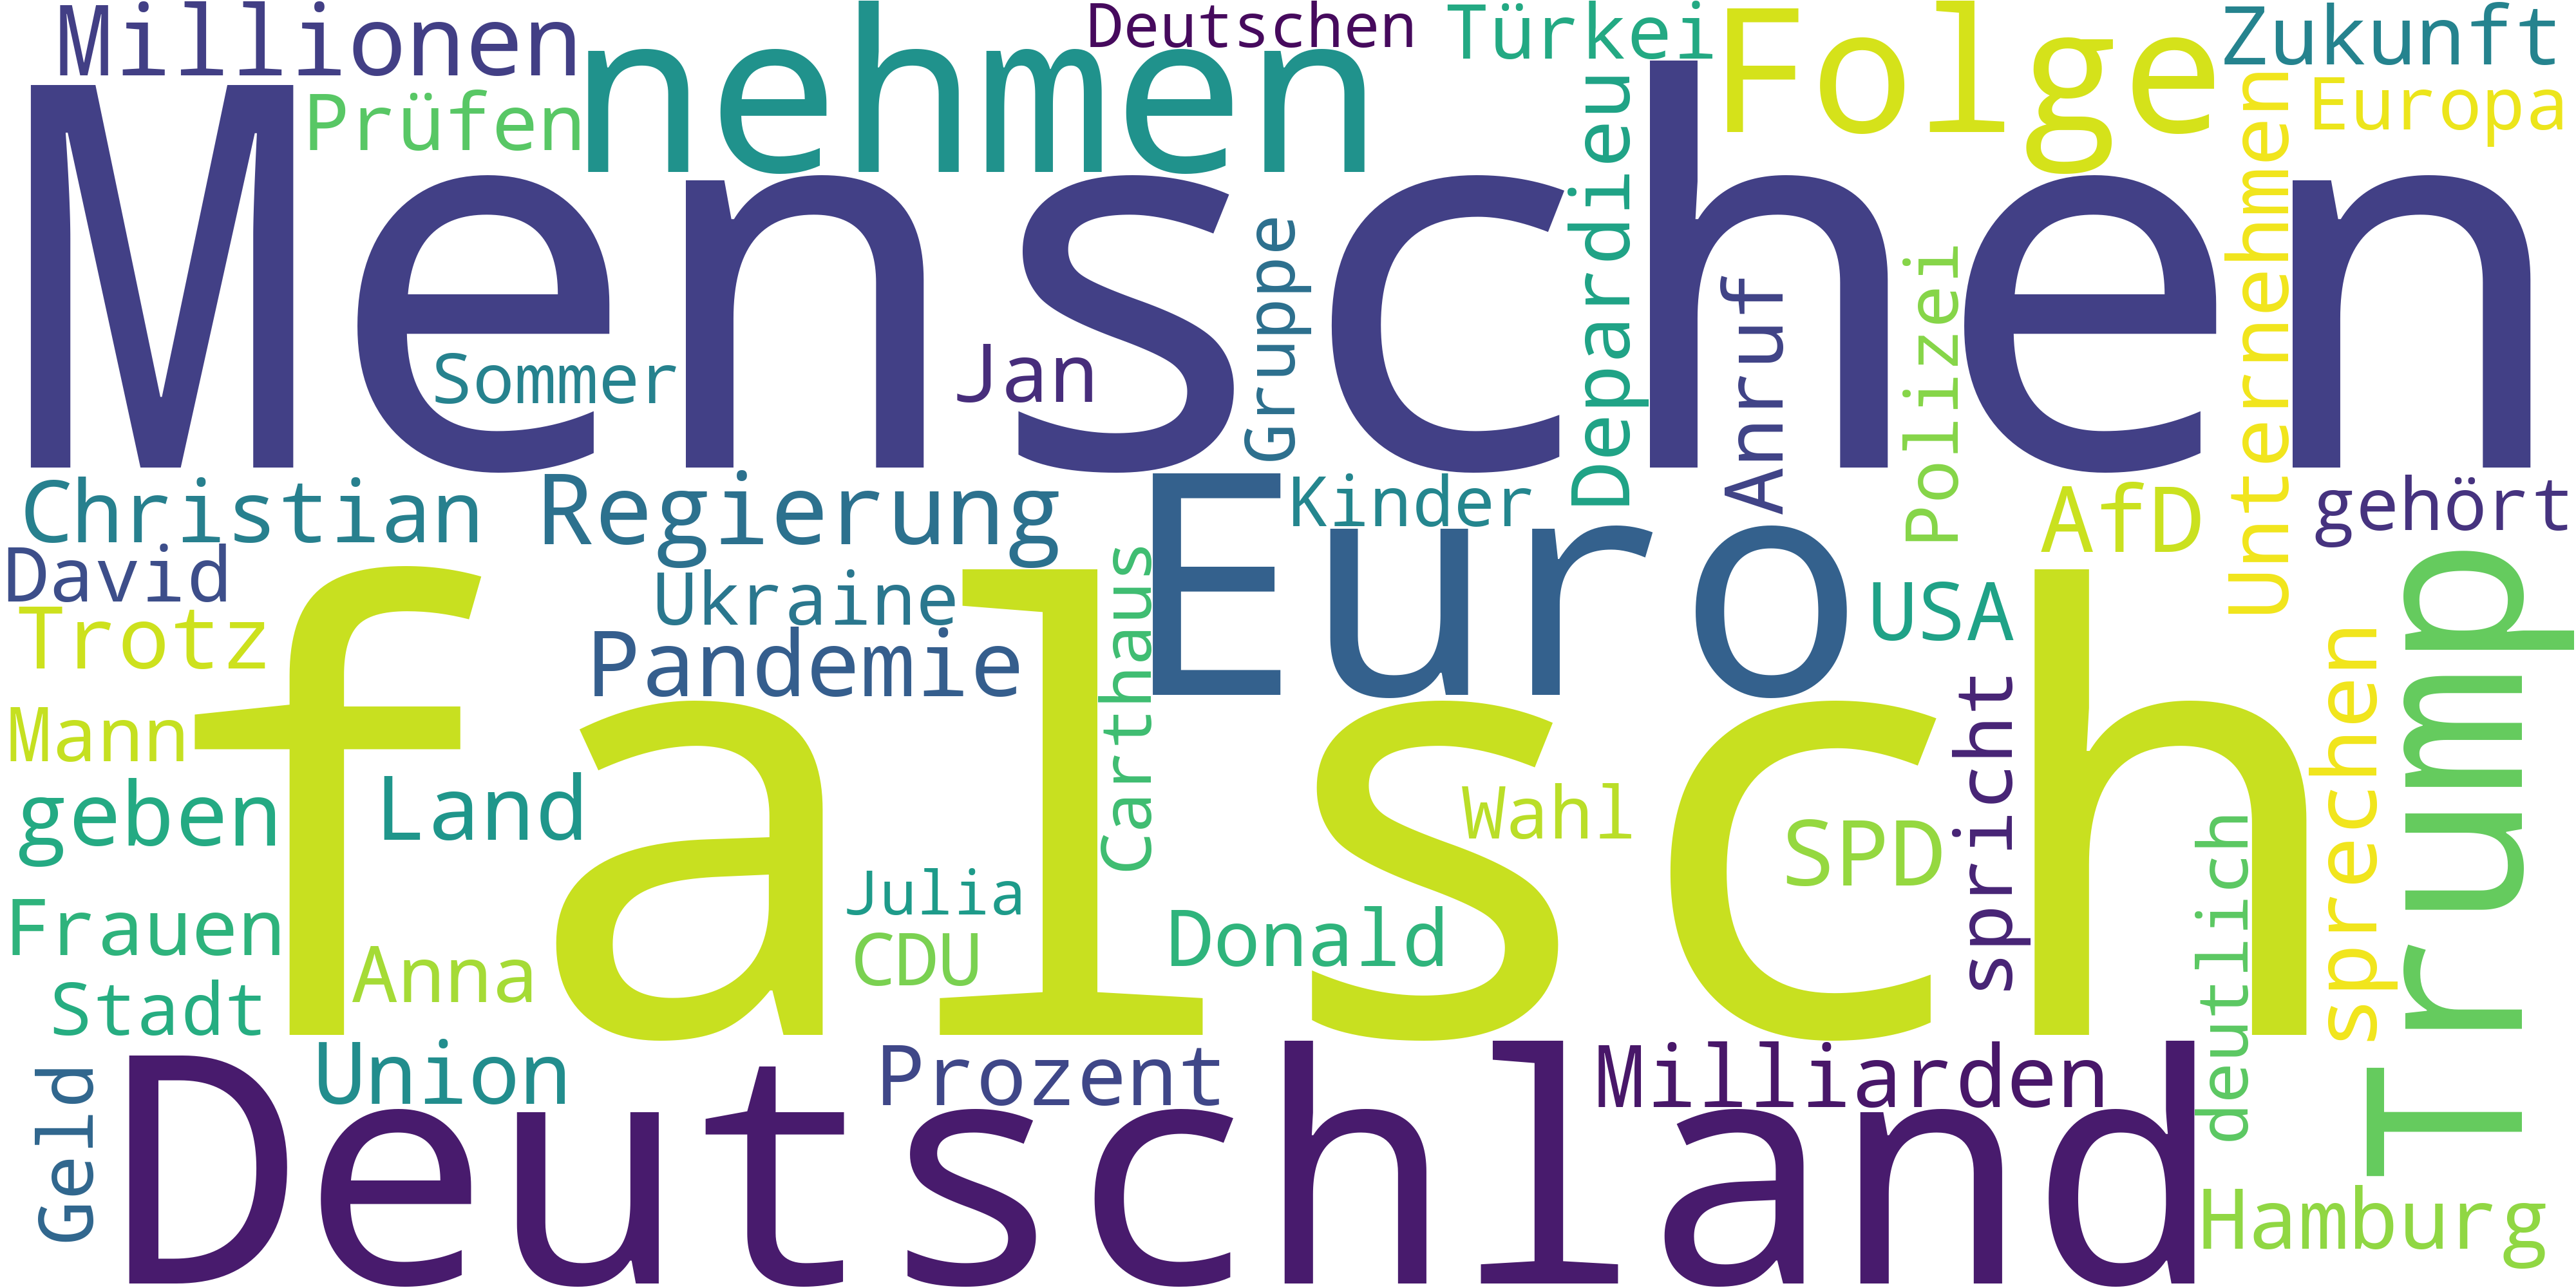 Millionen
Deutschen
Türkei
Zukunft
nehmen
Folge
Prüfen
Europa
Menschen
Depardieu
Unternehmen
Gruppe
Anruf
Polizei
Sommer
Jan
Christian
Regierung
Kinder
AfD
gehört
Euro
David
Ukraine
USA
Trotz
Pandemie
Carthaus
Trump
falsch
Mann
sprechen
spricht
geben
Land
Wahl
SPD
deutlich
Frauen
Julia
Donald
Anna
CDU
Stadt
Geld
Union
Prozent
Milliarden
Deutschland
Hamburg